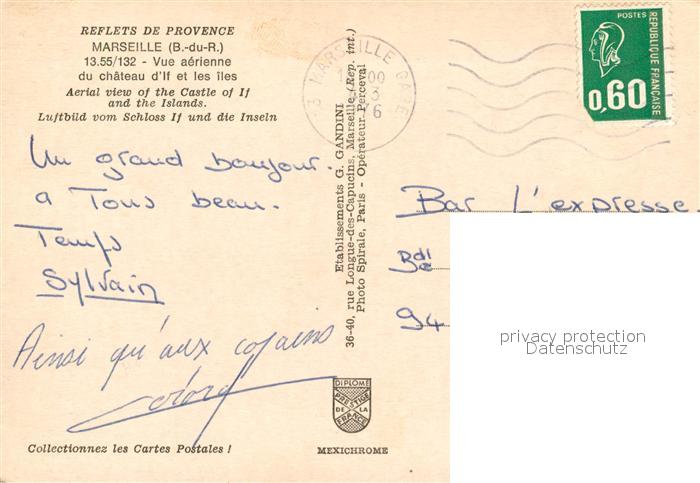 REFLETS DE PROVENCE
MARSEILLE (B.-du-R.)
13.55/132 - Vue aérienne
du château d'If et les îles
Aerial view of the Castle of If
and the Islands.
Luftbild vom Schloss If und die Inseln
Un grand bonjour.
a Tous beau.
Temps
Sylvain
Ainsi qu'aux copains
Collectionnez les Cartes Postales !
Etablissements G. GANDINI
36-40, rue Longue-des-Capucins, Marseille (Rep. int.)
Photo Spirale, Paris - Opérateur Perceval
DIPLOME
PRESTIGE
DE LA
FRANCE
MEXICHROME
13 MARSEILLE GARE
POSTES
REPUBLIQUE FRANÇAISE
0,60
Bar L'expresse.
Bdl
94
privacy protection
Datenschutz